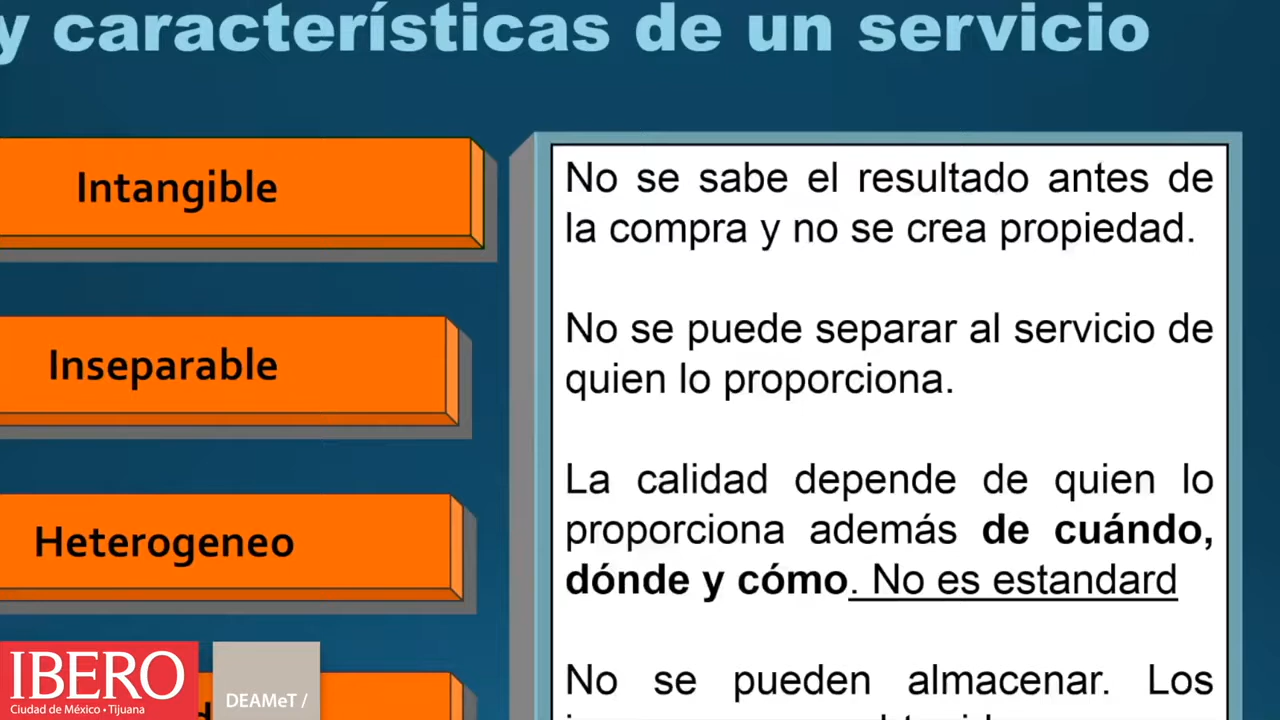 y características de un servicio
Intangible
No se sabe el resultado antes de
la compra y no se crea propiedad.
Inseparable
No se puede separar al servicio de
quien lo proporciona.
Heterogeneo
La calidad depende de quien lo
proporciona además de cuándo,
dónde y cómo. No es estandard
No se pueden almacenar. Los
IBERO
Ciudad de México • Tijuana
DEAMeT /